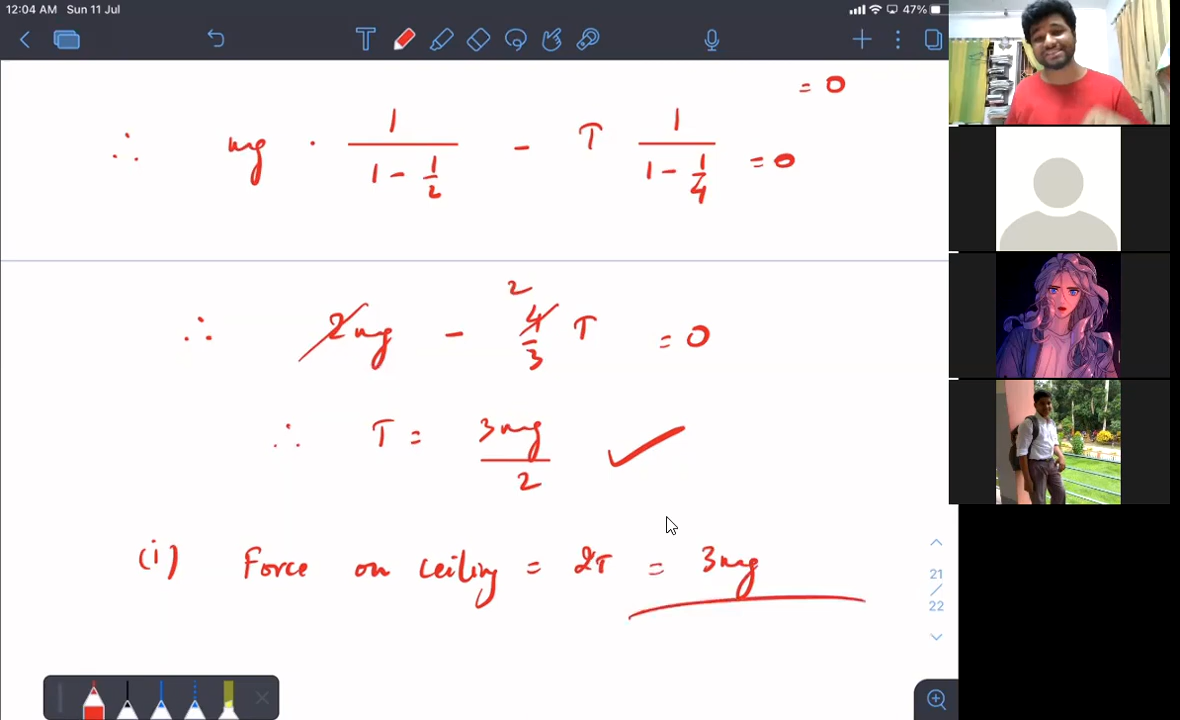 12:04 AM Sun 11 Jul 47%
= 0
∴ mg · 1/(1 - 1/2) - T 1/(1 - 1/4) = 0
2
∴ 2mg - 4/3 T = 0
∴ T = 3mg/2 ✓
(i) Force on ceiling = 2T = 3mg
21
/
22